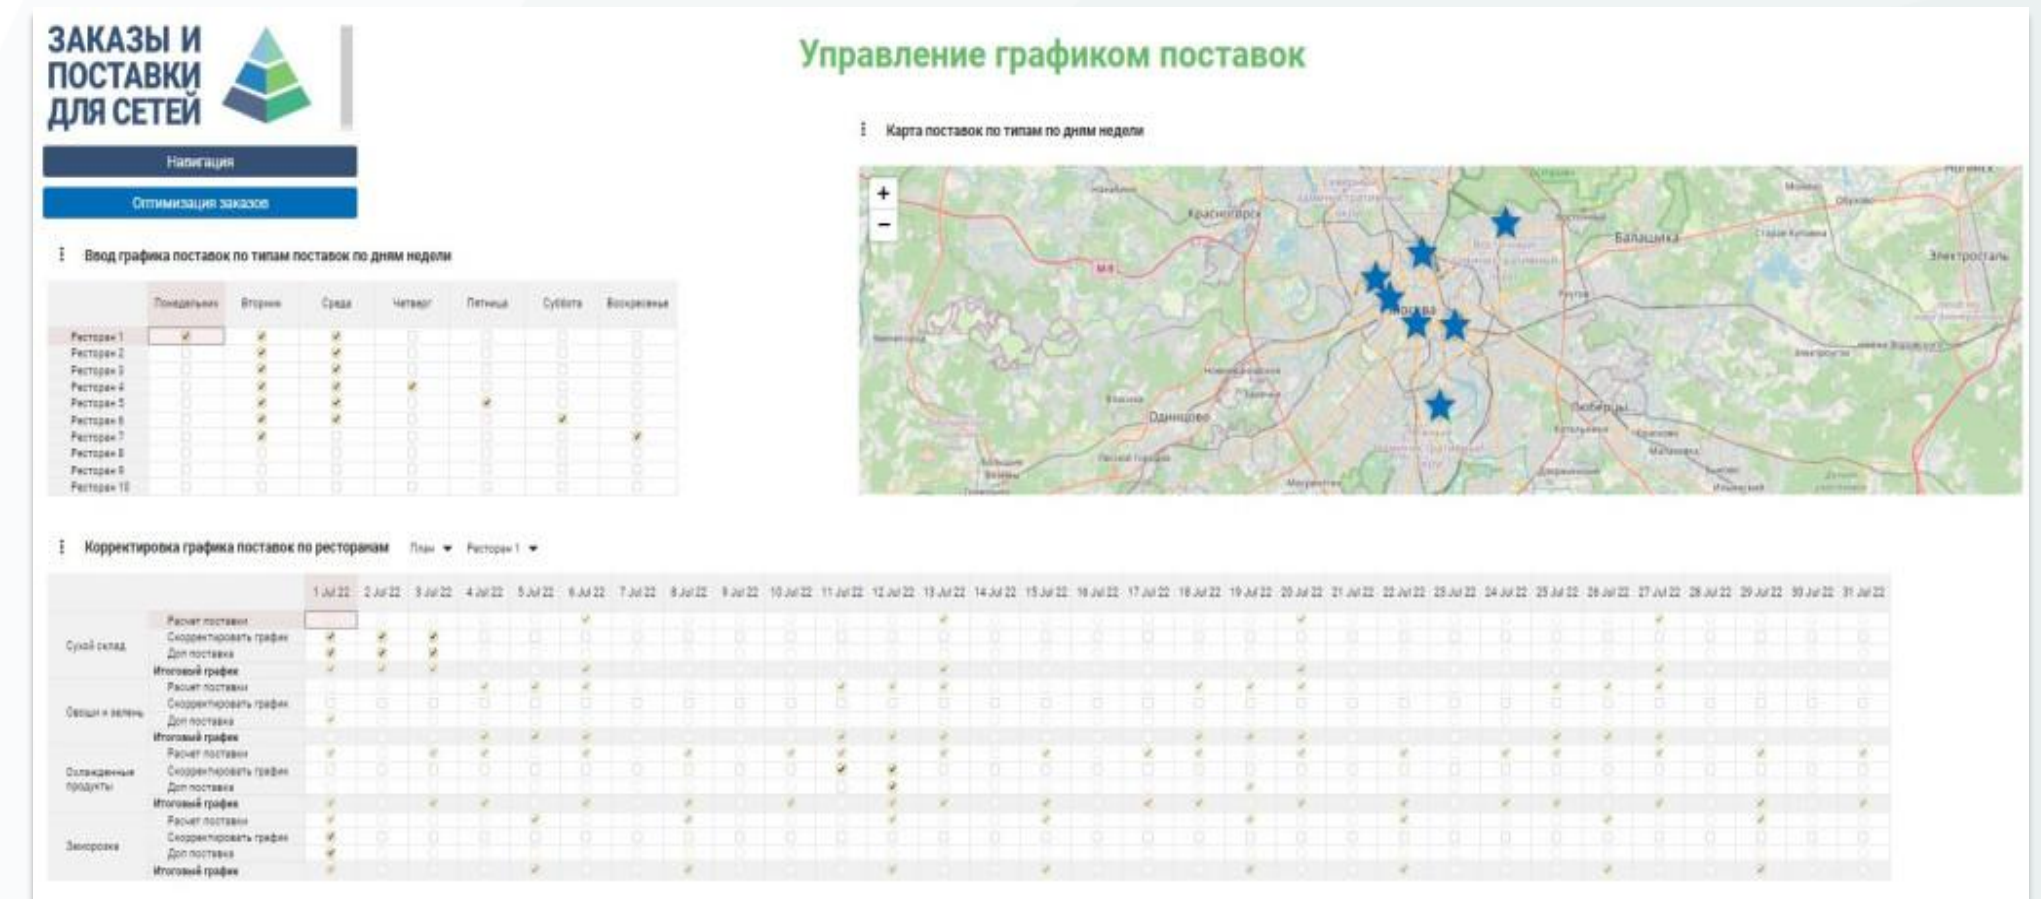 ЗАКАЗЫ И
ПОСТАВКИ
ДЛЯ СЕТЕЙ
Управление графиком поставок
Навигация
Оптимизация заказов
Карта поставок по типам по дням недели
+
−
Красногорск
Балашиха
Электросталь
Старая Купавна
М-9
Москва
Реутов
Одинцово
Люберцы
Котельники
Дзержинский
Ввод графика поставок по типам поставок по дням недели
Понедельник Вторник Среда Четверг Пятница Суббота Воскресенье
Ресторан 1
Ресторан 2
Ресторан 3
Ресторан 4
Ресторан 5
Ресторан 6
Ресторан 7
Ресторан 8
Ресторан 9
Ресторан 10
Корректировка графика поставок по ресторанам План Ресторан 1
1 Jul 22 2 Jul 22 3 Jul 22 4 Jul 22 5 Jul 22 6 Jul 22 7 Jul 22 8 Jul 22 9 Jul 22 10 Jul 22 11 Jul 22 12 Jul 22 13 Jul 22 14 Jul 22 15 Jul 22 16 Jul 22 17 Jul 22 18 Jul 22 19 Jul 22 20 Jul 22 21 Jul 22 22 Jul 22 23 Jul 22 24 Jul 22 25 Jul 22 26 Jul 22 27 Jul 22 28 Jul 22 29 Jul 22 30 Jul 22 31 Jul 22
Сухой склад
Расчет поставки
Скорректировать график
Доп поставка
Итоговый график
Овощи и зелень
Расчет поставки
Скорректировать график
Доп поставка
Итоговый график
Охлажденные
продукты
Расчет поставки
Скорректировать график
Доп поставка
Итоговый график
Заморозка
Расчет поставки
Скорректировать график
Доп поставка
Итоговый график